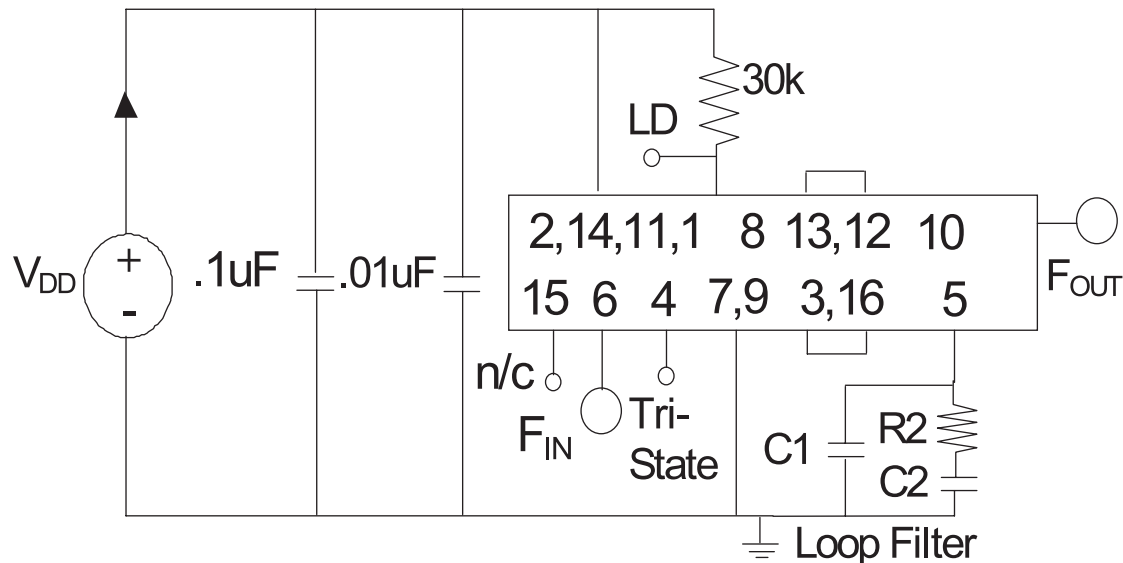 30k
LD
2,14,11,1 8 13,12 10
V_DD
+
-
.1uF
.01uF
15 6 4 7,9 3,16 5
F_OUT
n/c
F_IN
Tri-
State
C1
R2
C2
Loop Filter